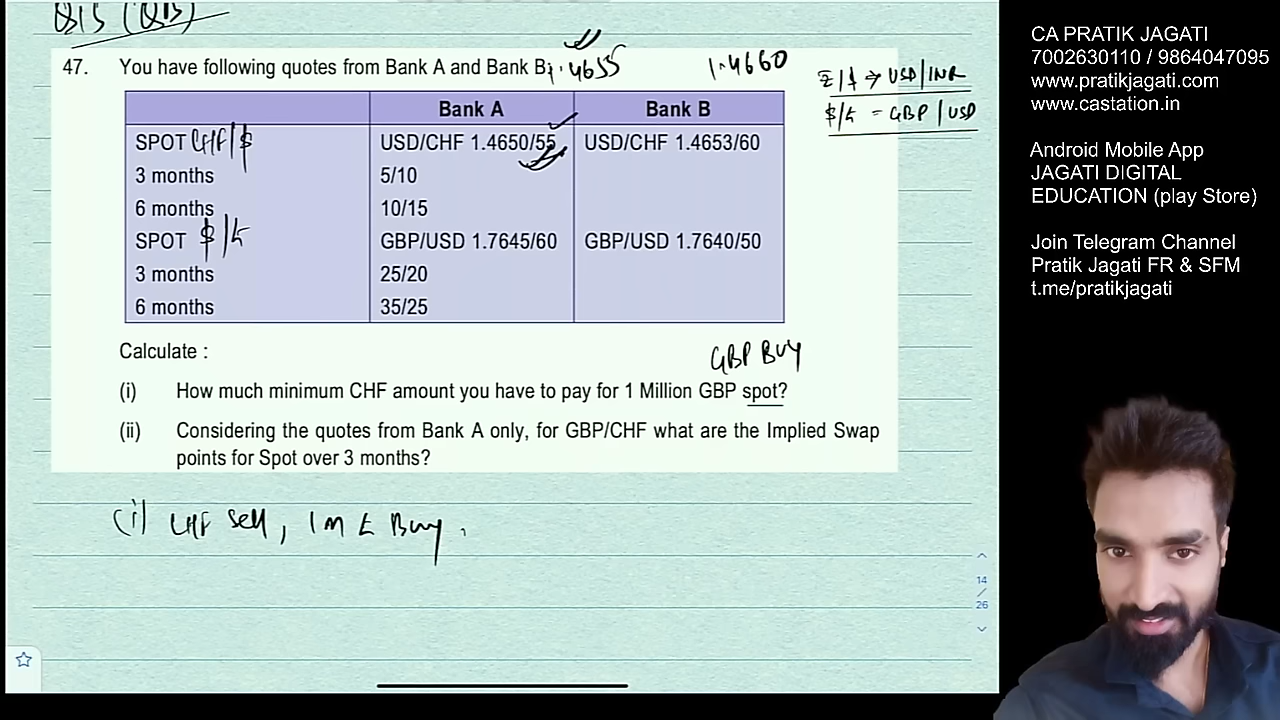 Q15 (QB)
1.4655 1.4660
47. You have following quotes from Bank A and Bank B:
₹/$ → USD/INR
$/£ = GBP/USD
Bank A Bank B
SPOT CHF/$ USD/CHF 1.4650/55 USD/CHF 1.4653/60
3 months 5/10
6 months 10/15
SPOT $/£ GBP/USD 1.7645/60 GBP/USD 1.7640/50
3 months 25/20
6 months 35/25
Calculate :
GBP Buy
(i) How much minimum CHF amount you have to pay for 1 Million GBP spot?
(ii) Considering the quotes from Bank A only, for GBP/CHF what are the Implied Swap
points for Spot over 3 months?
(i) CHF Sell, 1m £ Buy.
14
/
26
CA PRATIK JAGATI
7002630110 / 9864047095
www.pratikjagati.com
www.castation.in
Android Mobile App
JAGATI DIGITAL
EDUCATION (play Store)
Join Telegram Channel
Pratik Jagati FR & SFM
t.me/pratikjagati